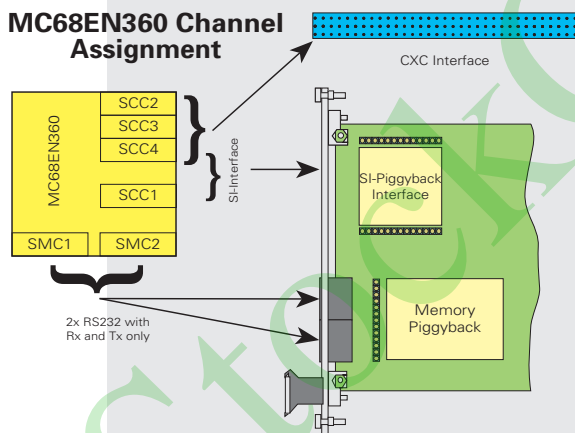 MC68EN360 Channel
Assignment
CXC Interface
MC68EN360
SCC2
SCC3
SCC4
SCC1
SMC1
SMC2
SI-Interface
SI-Piggyback
Interface
2x RS232 with
Rx and Tx only
Memory
Piggyback